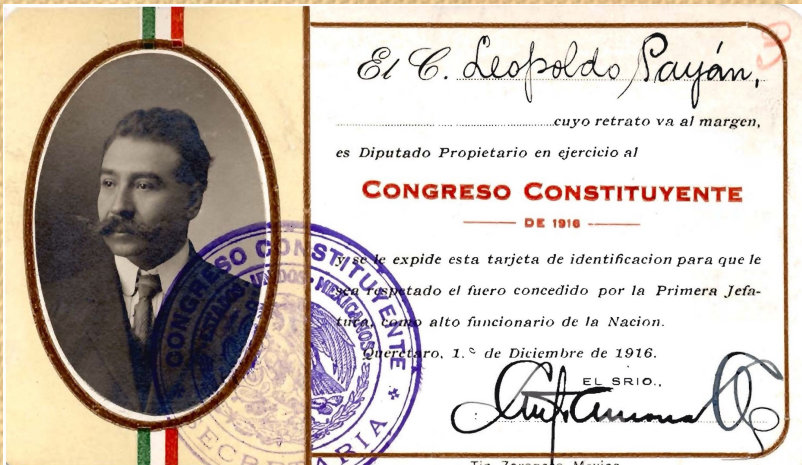 El C. Leopoldo Payán,
cuyo retrato va al margen,
es Diputado Propietario en ejercicio al
CONGRESO CONSTITUYENTE
DE 1916
y se le expide esta tarjeta de identificacion para que le
sea respetado el fuero concedido por la Primera Jefa-
tura, como alto funcionario de la Nacion.
Querétaro, 1.º de Diciembre de 1916.
EL SRIO.,
Tip. Zaragoza, Mexico
CONGRESO CONSTITUYENTE
ESTADOS UNIDOS MEXICANOS
SECRETARIA